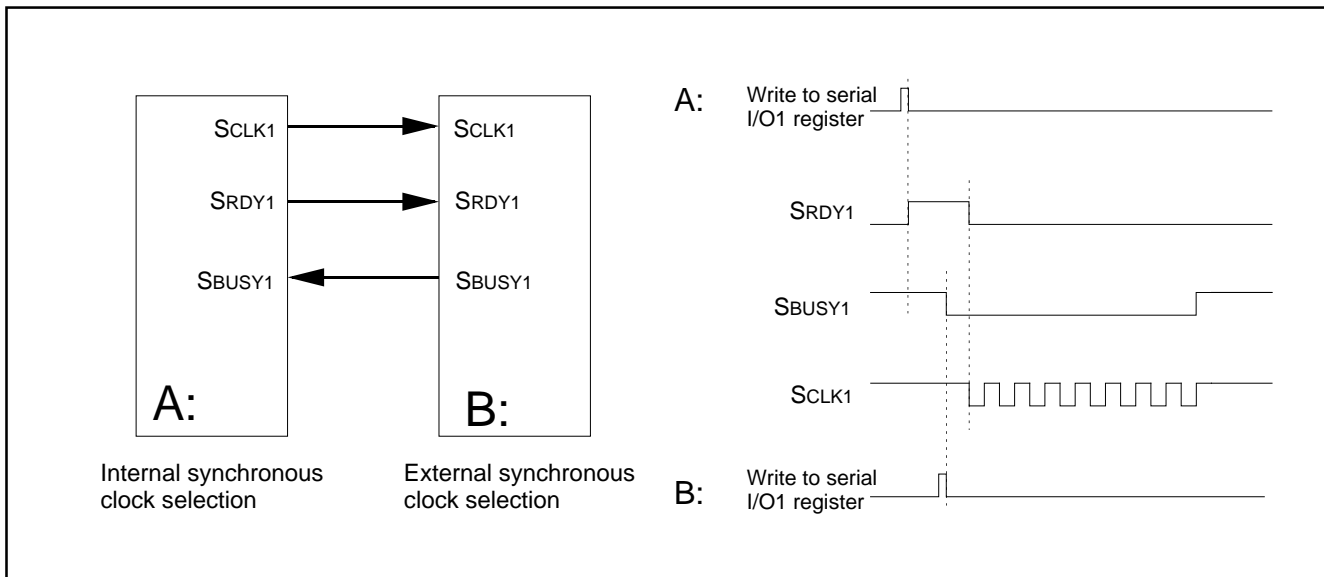 SCLK1
SRDY1
SBUSY1
A:
Internal synchronous
clock selection
SCLK1
SRDY1
SBUSY1
B:
External synchronous
clock selection
A:
Write to serial
I/O1 register
SRDY1
SBUSY1
SCLK1
B:
Write to serial
I/O1 register